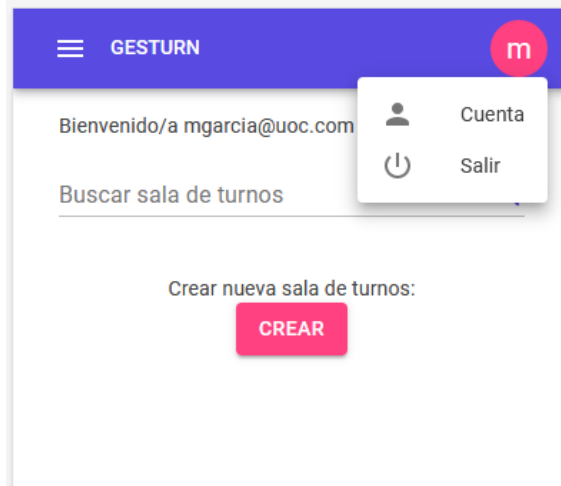 GESTURN
m
Cuenta
Bienvenido/a mgarcia@uoc.com
Salir
Buscar sala de turnos
Crear nueva sala de turnos:
CREAR